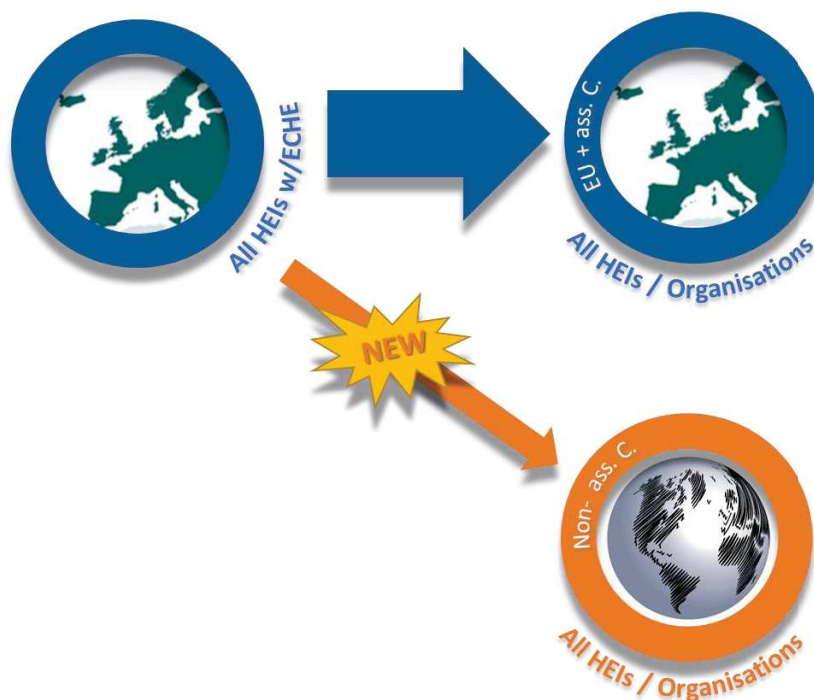 All HEIs w/ECHE
EU + ass. C.
All HEIs / Organisations
NEW
Non- ass. C.
All HEIs / Organisations